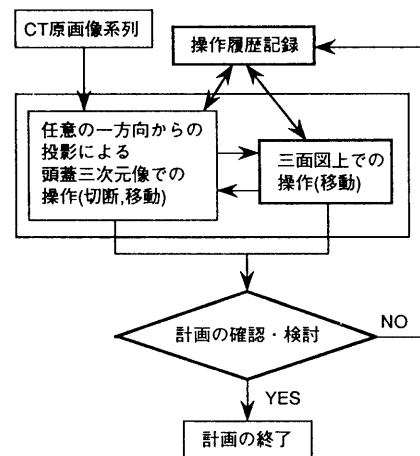 CT原画像系列
操作履歴記録
任意の一方向からの
投影による
頭蓋三次元像での
操作(切断,移動)
三面図上での
操作(移動)
計画の確認・検討
NO
YES
計画の終了